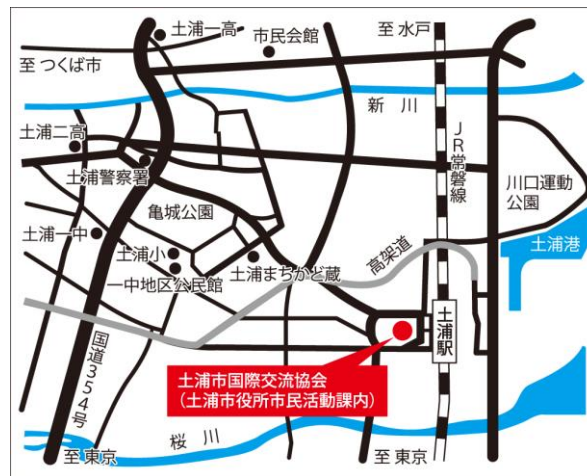 土浦一高
市民会館
至 水戸
至 つくば市
新川
土浦二高
JR常磐線
土浦警察署
川口運動
公園
亀城公園
土浦一中
土浦港
高架道
土浦小
土浦まちかど蔵
一中地区公民館
土浦駅
国道354号
土浦市国際交流協会
(土浦市役所市民活動課内)
桜川
至 東京
至 東京